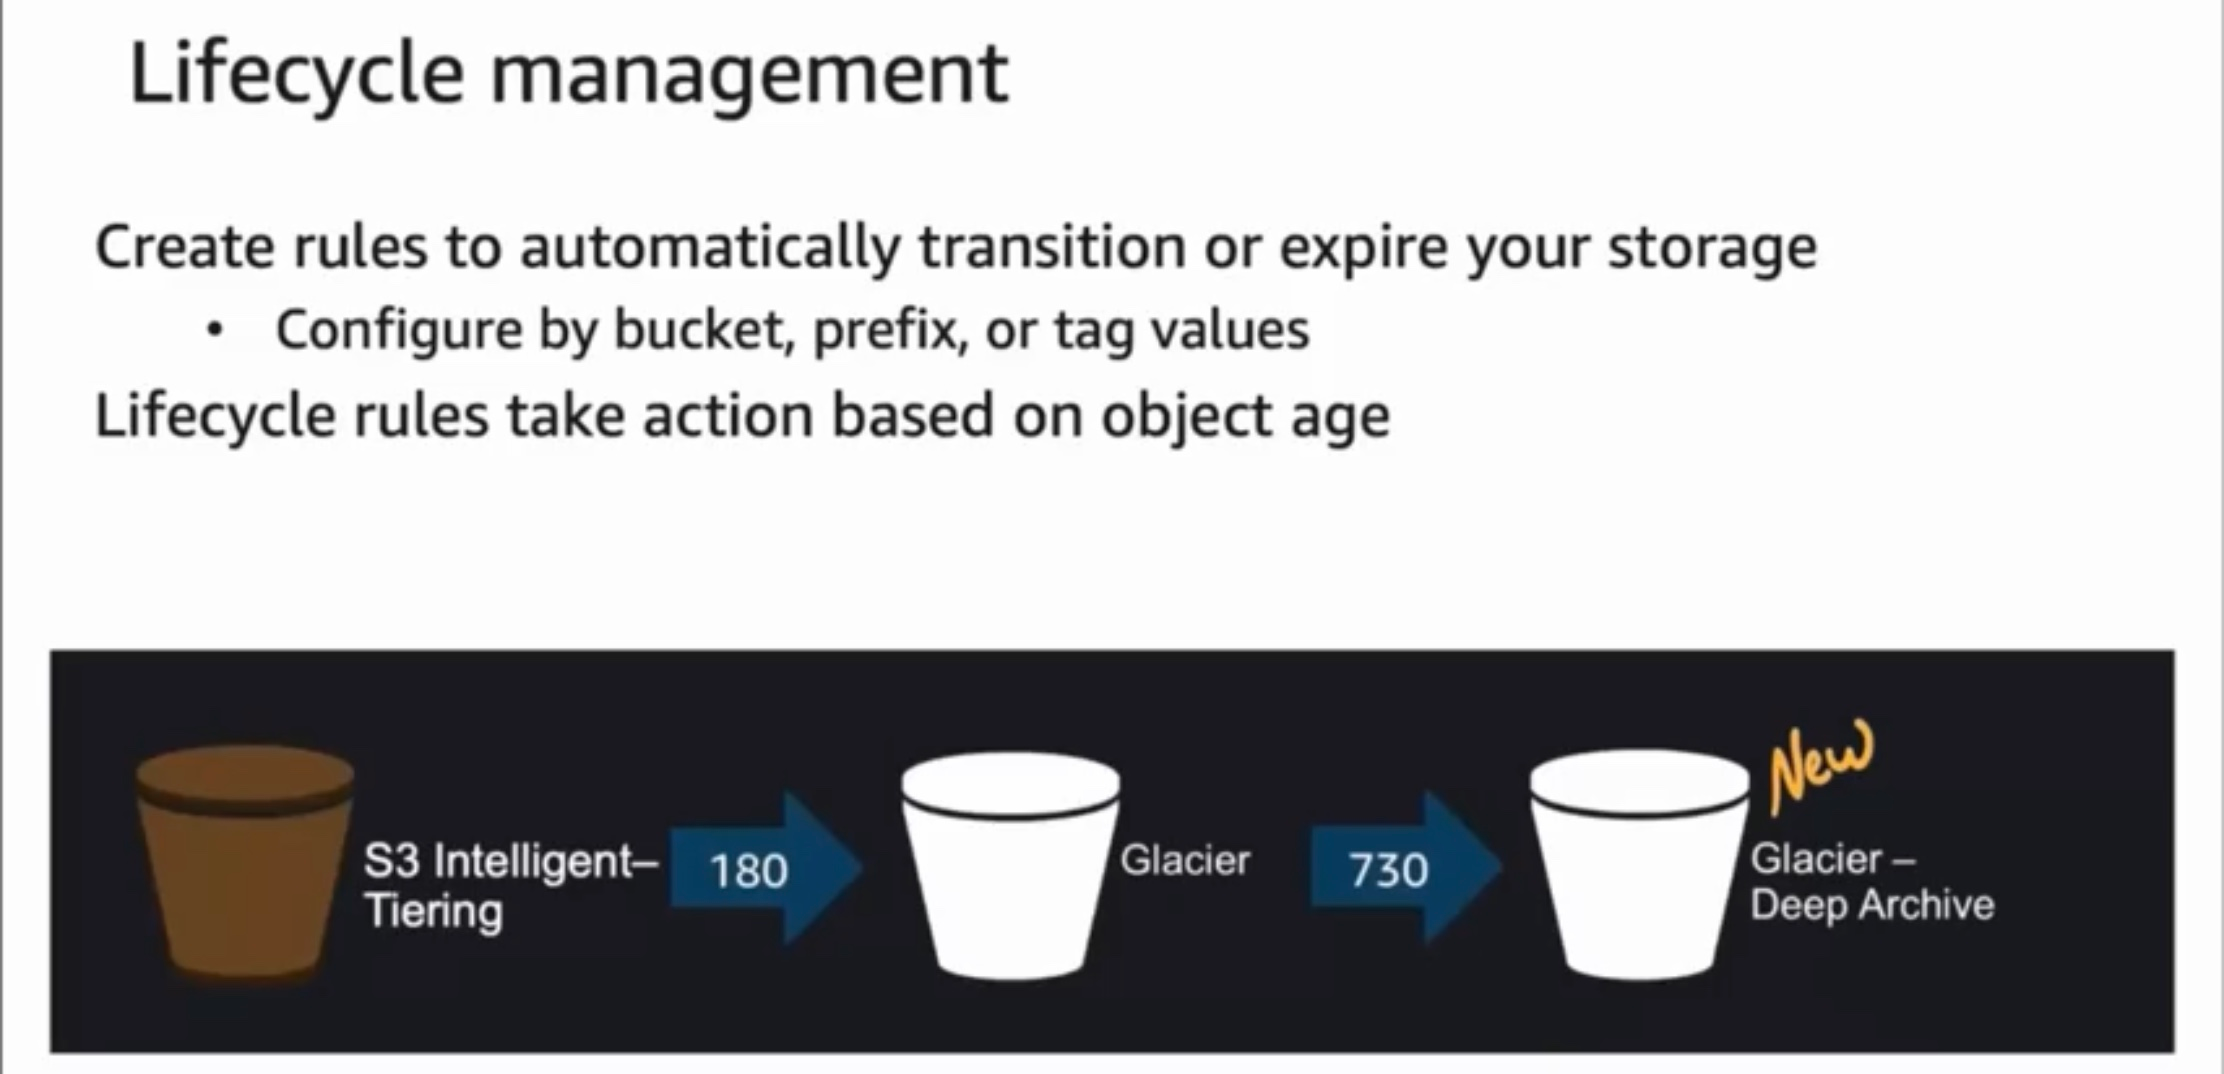 Lifecycle management
Create rules to automatically transition or expire your storage
• Configure by bucket, prefix, or tag values
Lifecycle rules take action based on object age
S3 Intelligent–
Tiering
180
Glacier
730
New
Glacier –
Deep Archive